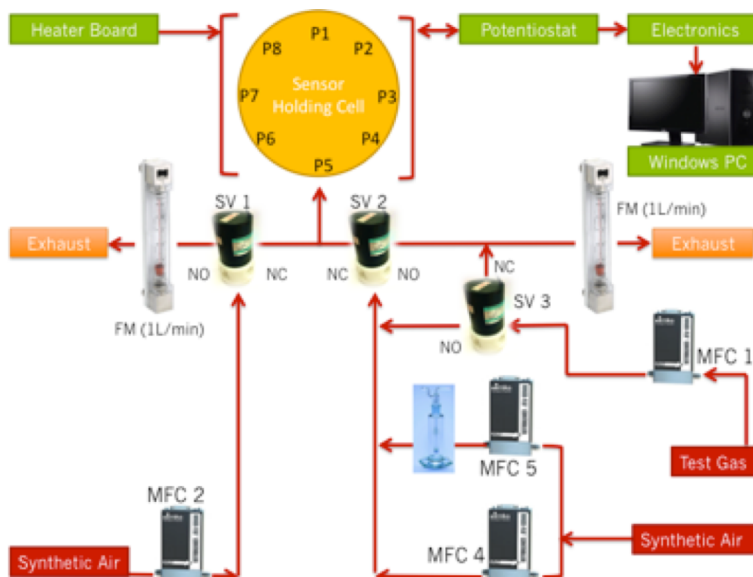 Heater Board
P1
P2
P3
P4
P5
P6
P7
P8
Sensor
Holding Cell
Potentiostat
Electronics
Windows PC
SV 1
SV 2
FM (1L/min)
Exhaust
NO
NC
NC
NO
Exhaust
NC
SV 3
NO
FM (1L/min)
MFC 1
Test Gas
MFC 5
MFC 2
MFC 4
Synthetic Air
Synthetic Air